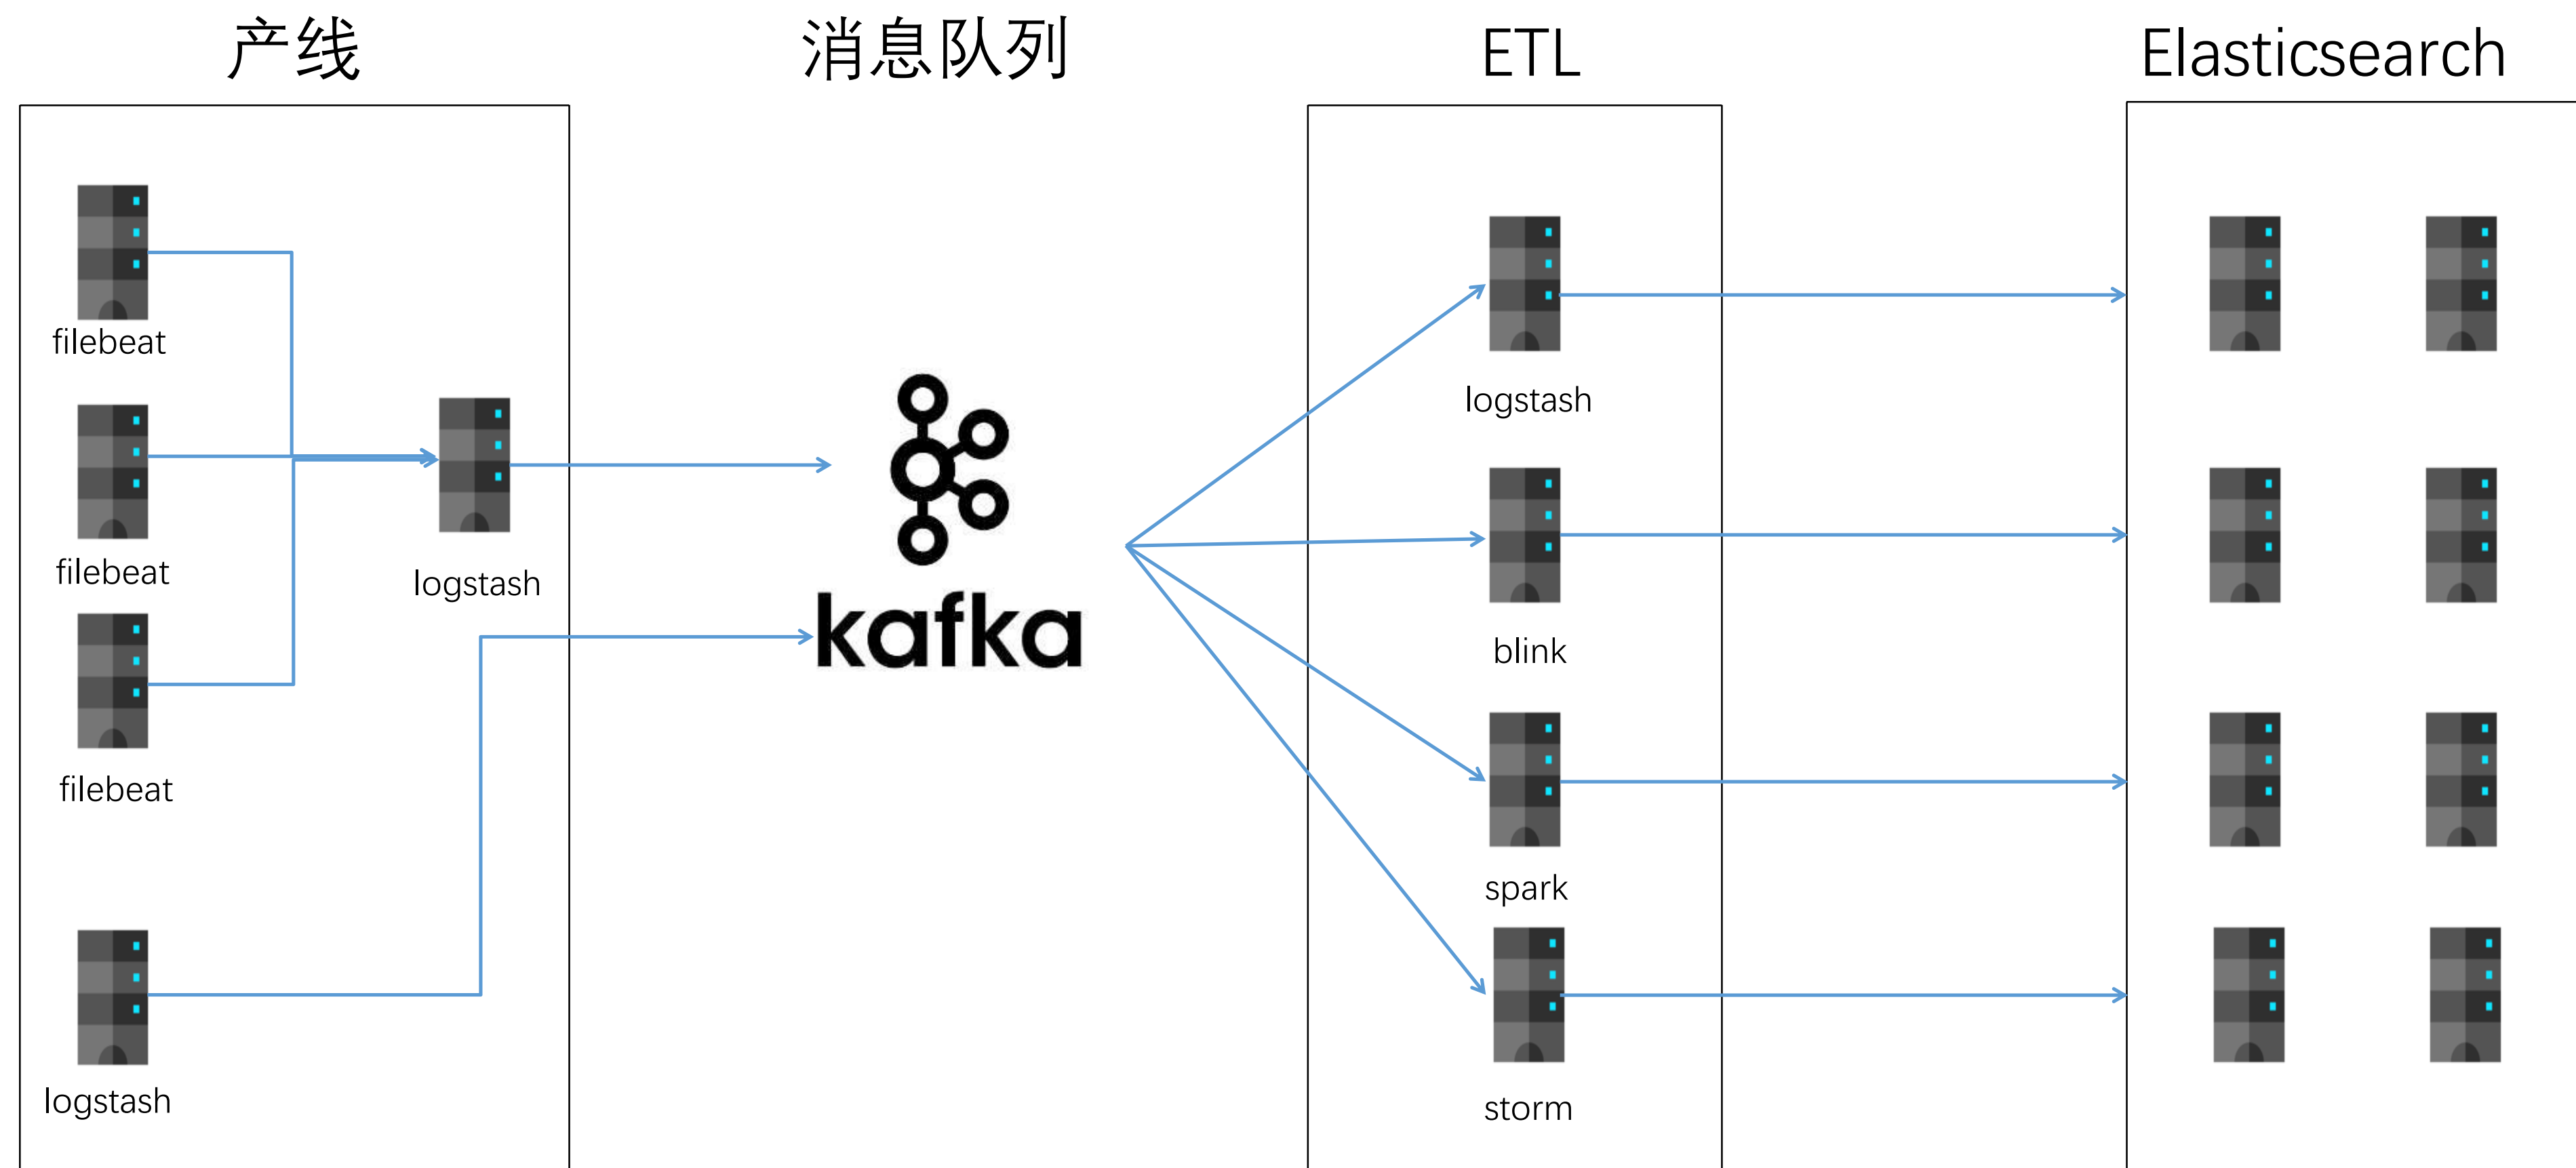 产线
消息队列
ETL
Elasticsearch
filebeat
filebeat
filebeat
logstash
logstash
kafka
logstash
blink
spark
storm